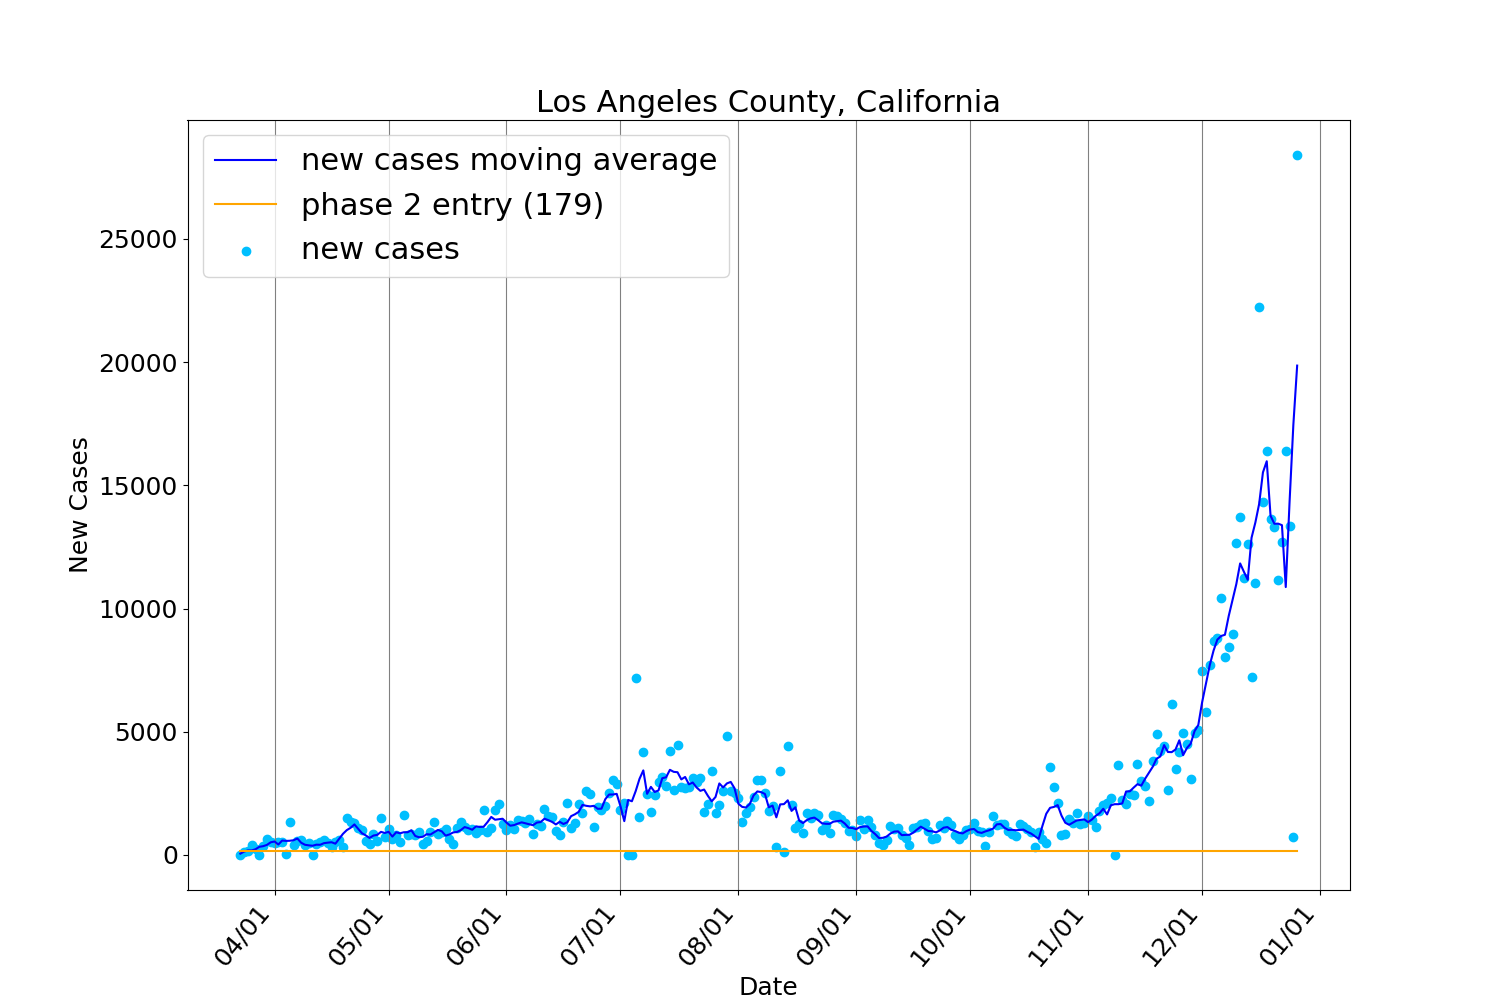 Los Angeles County, California
new cases moving average
phase 2 entry (179)
new cases
25000
20000
15000
10000
5000
0
New Cases
04/01
05/01
06/01
07/01
08/01
09/01
10/01
11/01
12/01
01/01
Date